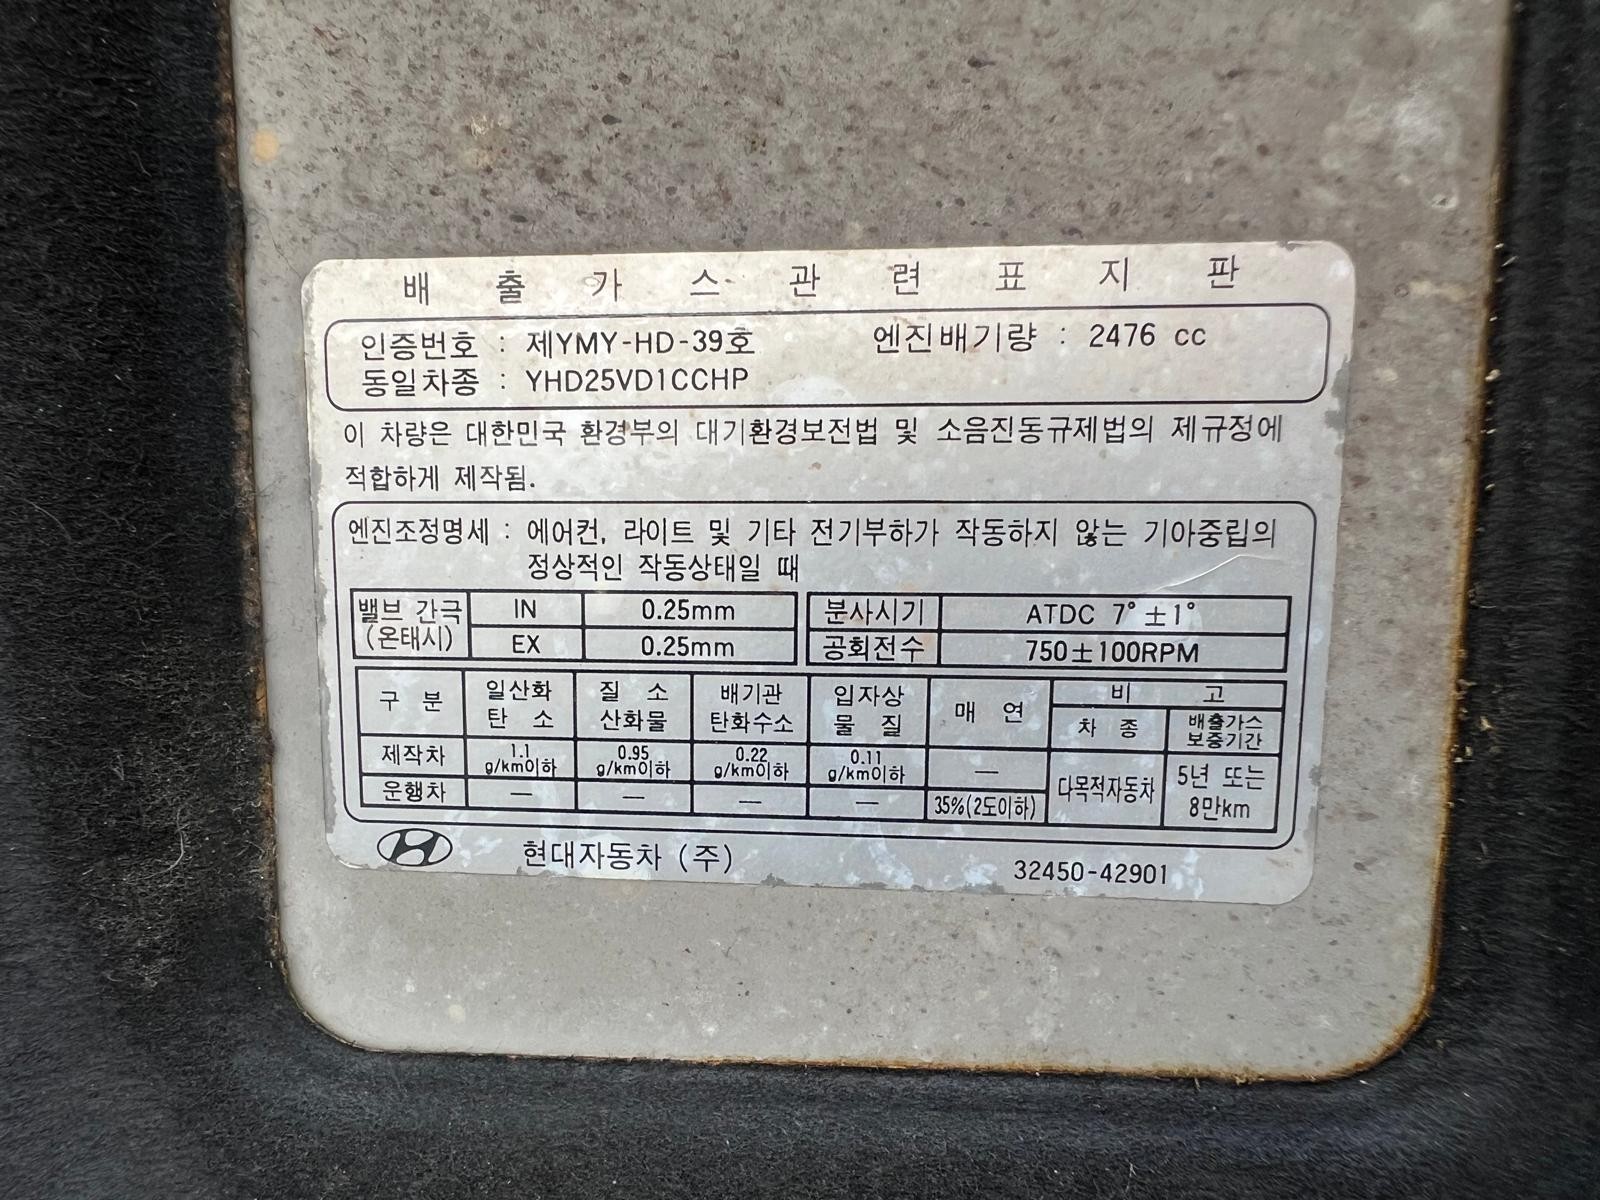 배출가스관련표지판
인증번호 : 제YMY-HD-39호 엔진배기량 : 2476 cc
동일차종 : YHD25VD1CCHP
이 차량은 대한민국 환경부의 대기환경보전법 및 소음진동규제법의 제규정에
적합하게 제작됨.
엔진조정명세 : 에어컨, 라이트 및 기타 전기부하가 작동하지 않는 기아중립의
정상적인 작동상태일 때
밸브 간극 (온태시) IN 0.25mm 분사시기 ATDC 7° ±1°
EX 0.25mm 공회전수 750±100RPM
구 분 일산화 탄 소 질 소 산화물 배기관 탄화수소 입자상 물 질 매 연 비 고
차 종 배출가스 보증기간
제작차 1.1 g/km이하 0.95 g/km이하 0.22 g/km이하 0.11 g/km이하 — 다목적자동차 5년 또는 8만km
운행차 — — — — 35%(2도이하)
현대자동차 (주) 32450-42901